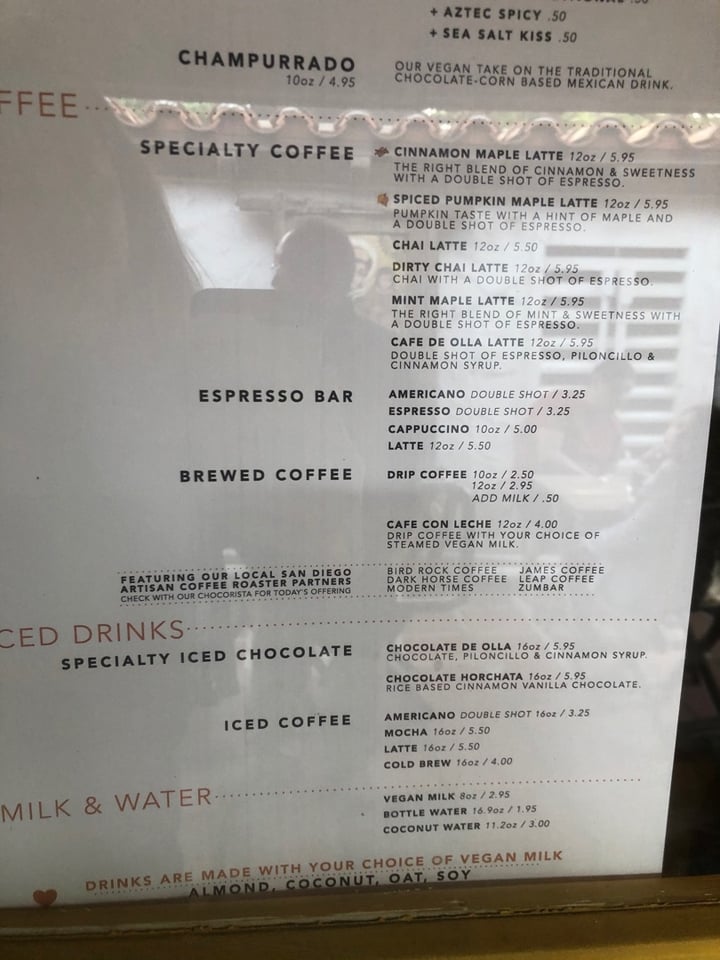 + AZTEC SPICY .50
+ SEA SALT KISS .50
CHAMPURRADO
10oz / 4.95
OUR VEGAN TAKE ON THE TRADITIONAL
CHOCOLATE-CORN BASED MEXICAN DRINK.
FFEE
SPECIALTY COFFEE
CINNAMON MAPLE LATTE 12oz / 5.95
THE RIGHT BLEND OF CINNAMON & SWEETNESS
WITH A DOUBLE SHOT OF ESPRESSO.
SPICED PUMPKIN MAPLE LATTE 12oz / 5.95
PUMPKIN TASTE WITH A HINT OF MAPLE AND
A DOUBLE SHOT OF ESPRESSO.
CHAI LATTE 12oz / 5.50
DIRTY CHAI LATTE 12oz / 5.95
CHAI WITH A DOUBLE SHOT OF ESPRESSO.
MINT MAPLE LATTE 12oz / 5.95
THE RIGHT BLEND OF MINT & SWEETNESS WITH
A DOUBLE SHOT OF ESPRESSO.
CAFE DE OLLA LATTE 12oz / 5.95
DOUBLE SHOT OF ESPRESSO, PILONCILLO &
CINNAMON SYRUP.
ESPRESSO BAR
AMERICANO DOUBLE SHOT / 3.25
ESPRESSO DOUBLE SHOT / 3.25
CAPPUCCINO 10oz / 5.00
LATTE 12oz / 5.50
BREWED COFFEE
DRIP COFFEE 10oz / 2.50
12oz / 2.95
ADD MILK / .50
CAFE CON LECHE 12oz / 4.00
DRIP COFFEE WITH YOUR CHOICE OF
STEAMED VEGAN MILK.
FEATURING OUR LOCAL SAN DIEGO
ARTISAN COFFEE ROASTER PARTNERS
CHECK WITH OUR CHOCORISTA FOR TODAY'S OFFERING
BIRD ROCK COFFEE JAMES COFFEE
DARK HORSE COFFEE LEAP COFFEE
MODERN TIMES ZUMBAR
CED DRINKS
SPECIALTY ICED CHOCOLATE
CHOCOLATE DE OLLA 16oz / 5.95
CHOCOLATE, PILONCILLO & CINNAMON SYRUP.
CHOCOLATE HORCHATA 16oz / 5.95
RICE BASED CINNAMON VANILLA CHOCOLATE.
ICED COFFEE
AMERICANO DOUBLE SHOT 16oz / 3.25
MOCHA 16oz / 5.50
LATTE 16oz / 5.50
COLD BREW 16oz / 4.00
MILK & WATER
VEGAN MILK 8oz / 2.95
BOTTLE WATER 16.9oz / 1.95
COCONUT WATER 11.2oz / 3.00
DRINKS ARE MADE WITH YOUR CHOICE OF VEGAN MILK
ALMOND, COCONUT, OAT, SOY